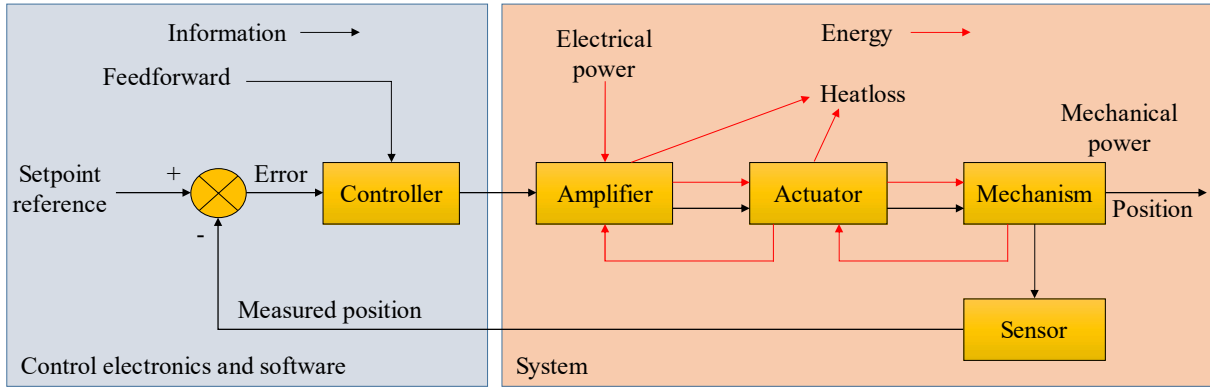 Information
Feedforward
Setpoint
reference
+
-
Error
Controller
Measured position
Control electronics and software
Electrical
power
Energy
Heatloss
Mechanical
power
Amplifier
Actuator
Mechanism
Position
Sensor
System